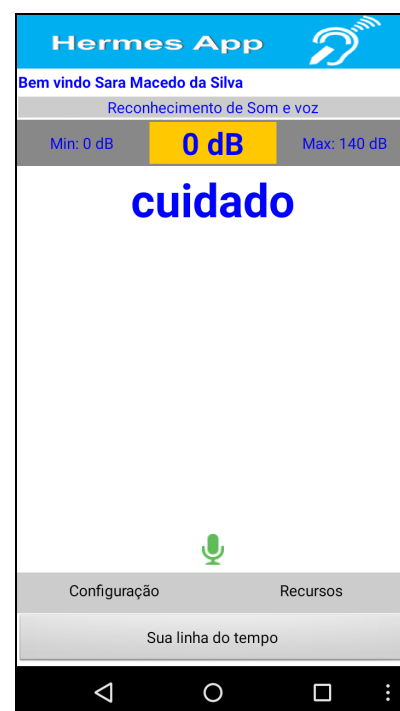 Hermes App
Bem vindo Sara Macedo da Silva
Reconhecimento de Som e voz
Min: 0 dB 0 dB Max: 140 dB
cuidado
Configuração Recursos
Sua linha do tempo